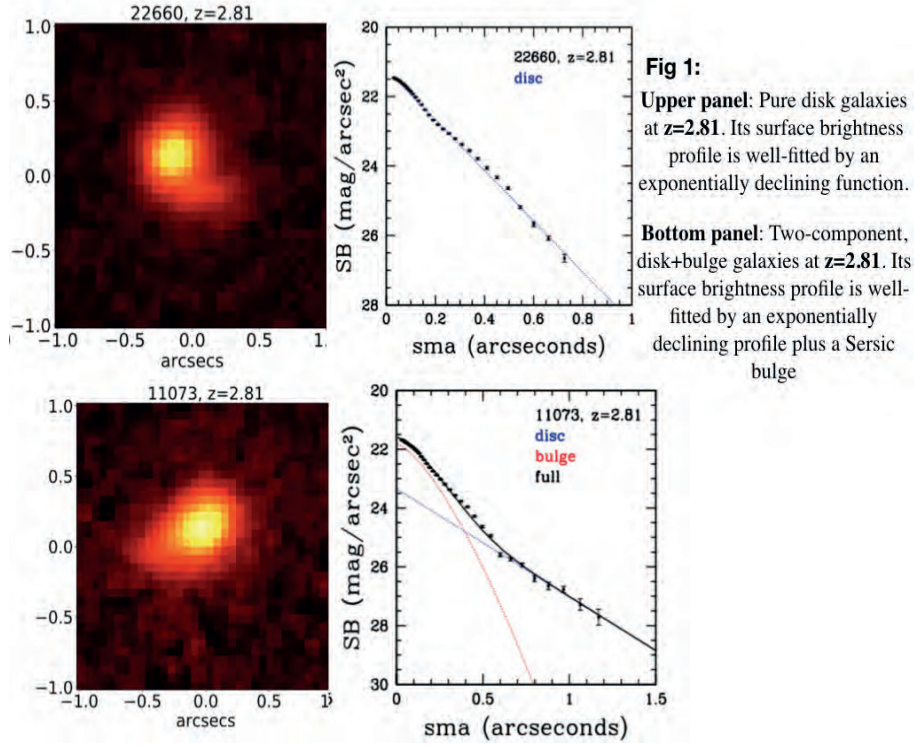 22660, z=2.81
1.0
0.5
0.0
−0.5
−1.0
−1.0 −0.5 0.0 0.5 1
arcsecs
20
22
24
26
28
SB (mag/arcsec²)
22660, z=2.81
disc
0 0.2 0.4 0.6 0.8 1
sma (arcseconds)
Fig 1:
Upper panel: Pure disk galaxies
at z=2.81. Its surface brightness
profile is well-fitted by an
exponentially declining function.
Bottom panel: Two-component,
disk+bulge galaxies at z=2.81. Its
surface brightness profile is well-
fitted by an exponentially
declining profile plus a Sersic
bulge
11073, z=2.81
1.0
0.5
0.0
−0.5
−1.0
−1.0 −0.5 0.0 0.5
arcsecs
20
22
24
26
28
30
SB (mag/arcsec²)
11073, z=2.81
disc
bulge
full
0 0.5 1 1.5
sma (arcseconds)